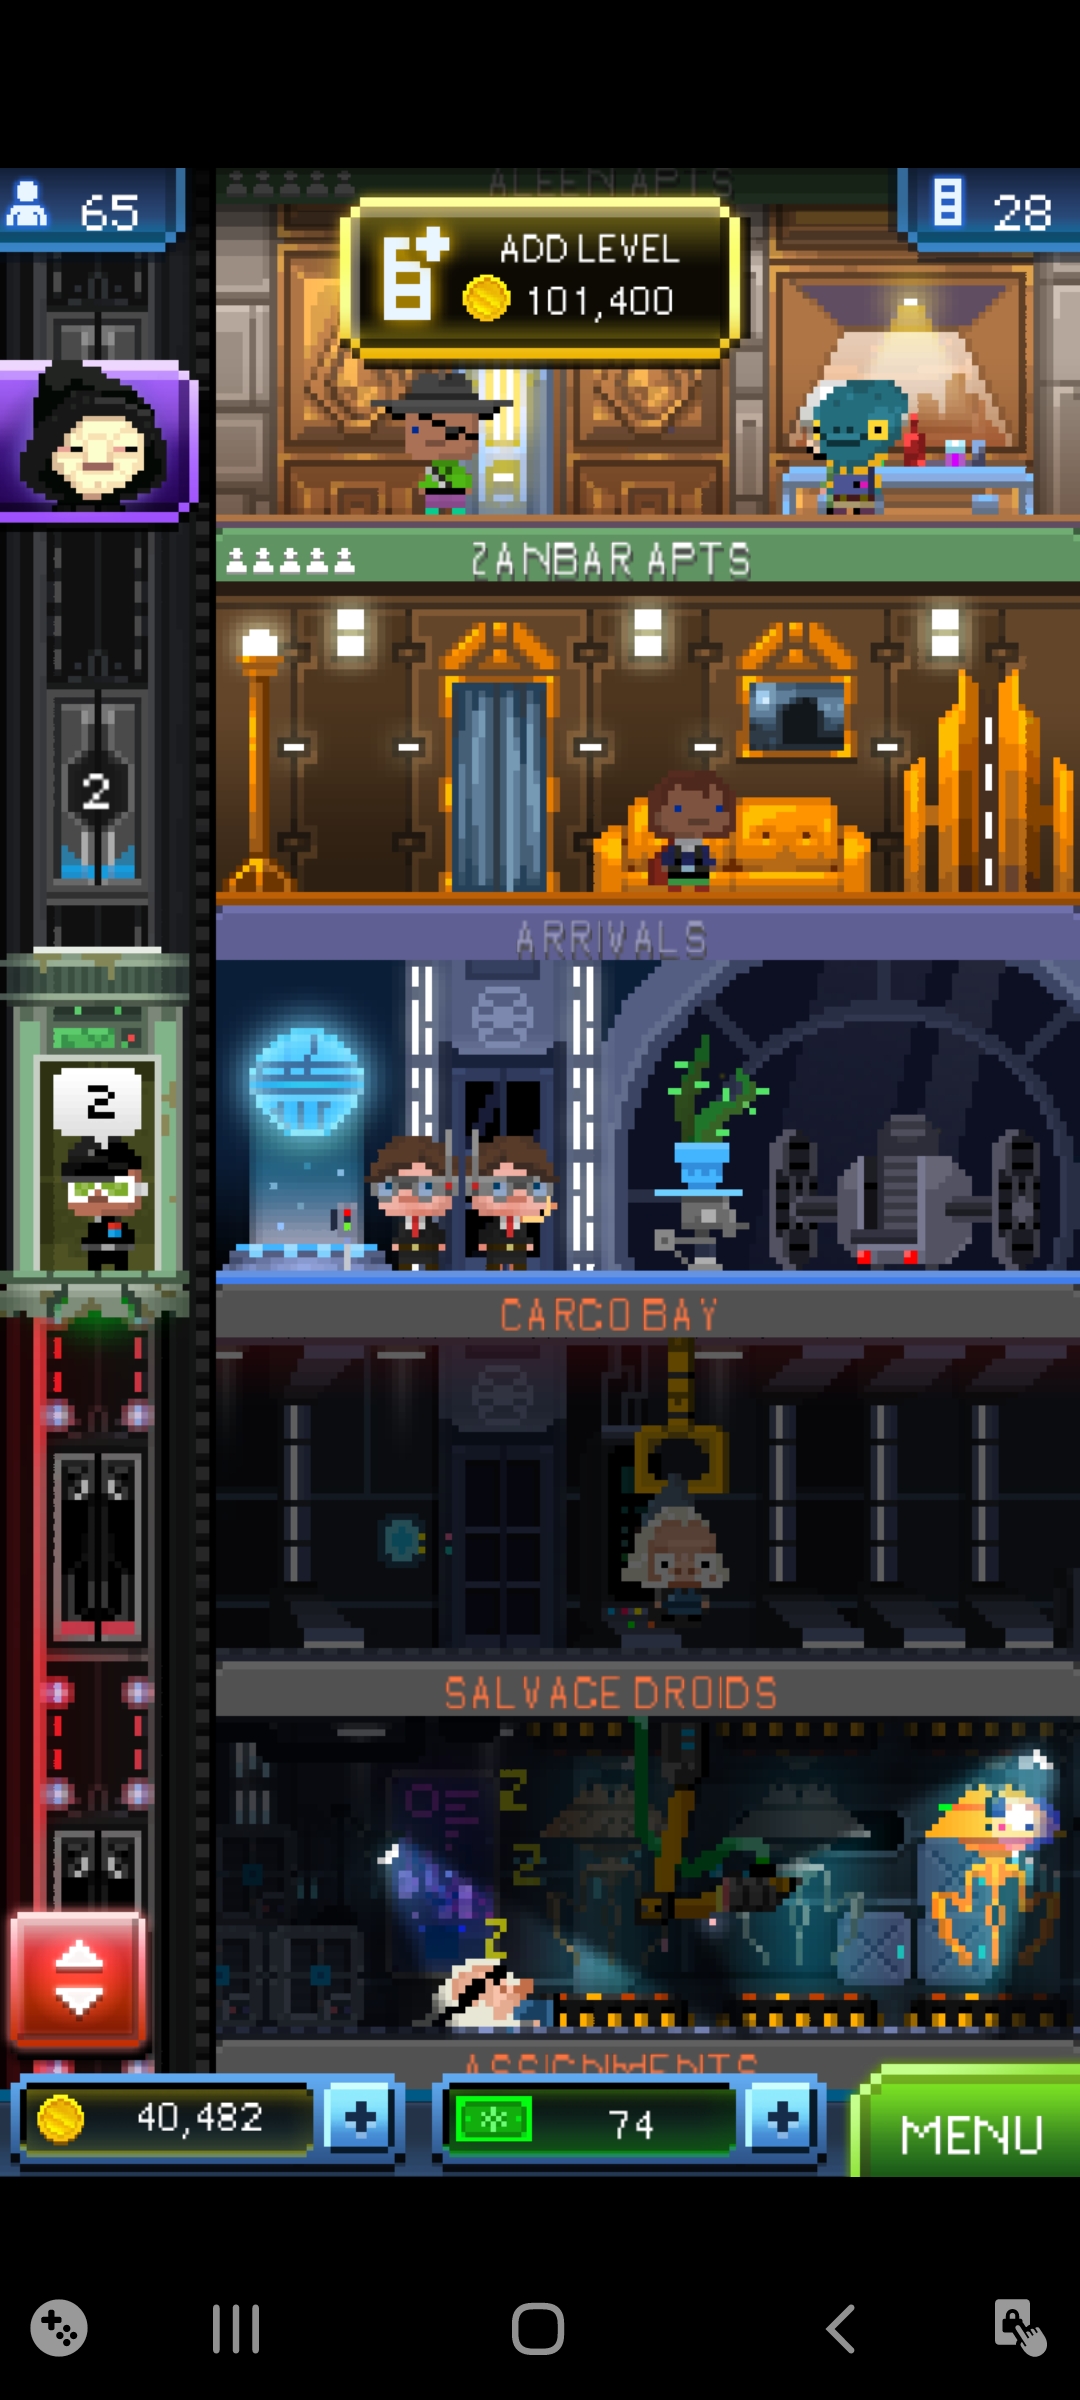 ALEEN APTS
65
28
ADD LEVEL
101,400
ZANBAR APTS
2
ARRIVALS
2
CARGO BAY
SALVAGE DROIDS
Z
Z
Z
ASSIGNMENTS
40,482
74
MENU